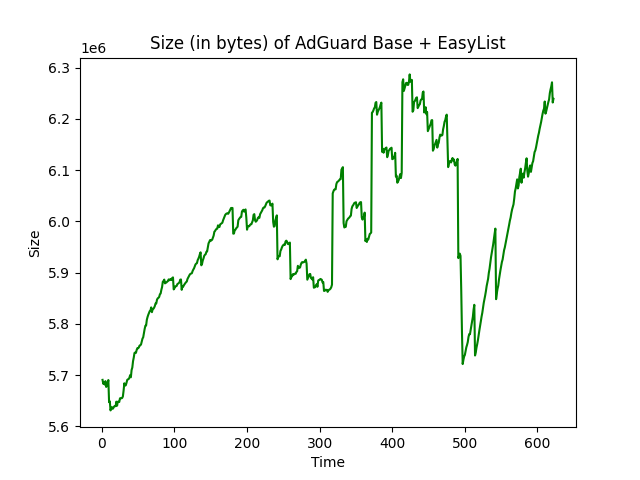 Size (in bytes) of AdGuard Base + EasyList
1e6
6.3
6.2
6.1
6.0
5.9
5.8
5.7
5.6
Size
0 100 200 300 400 500 600
Time